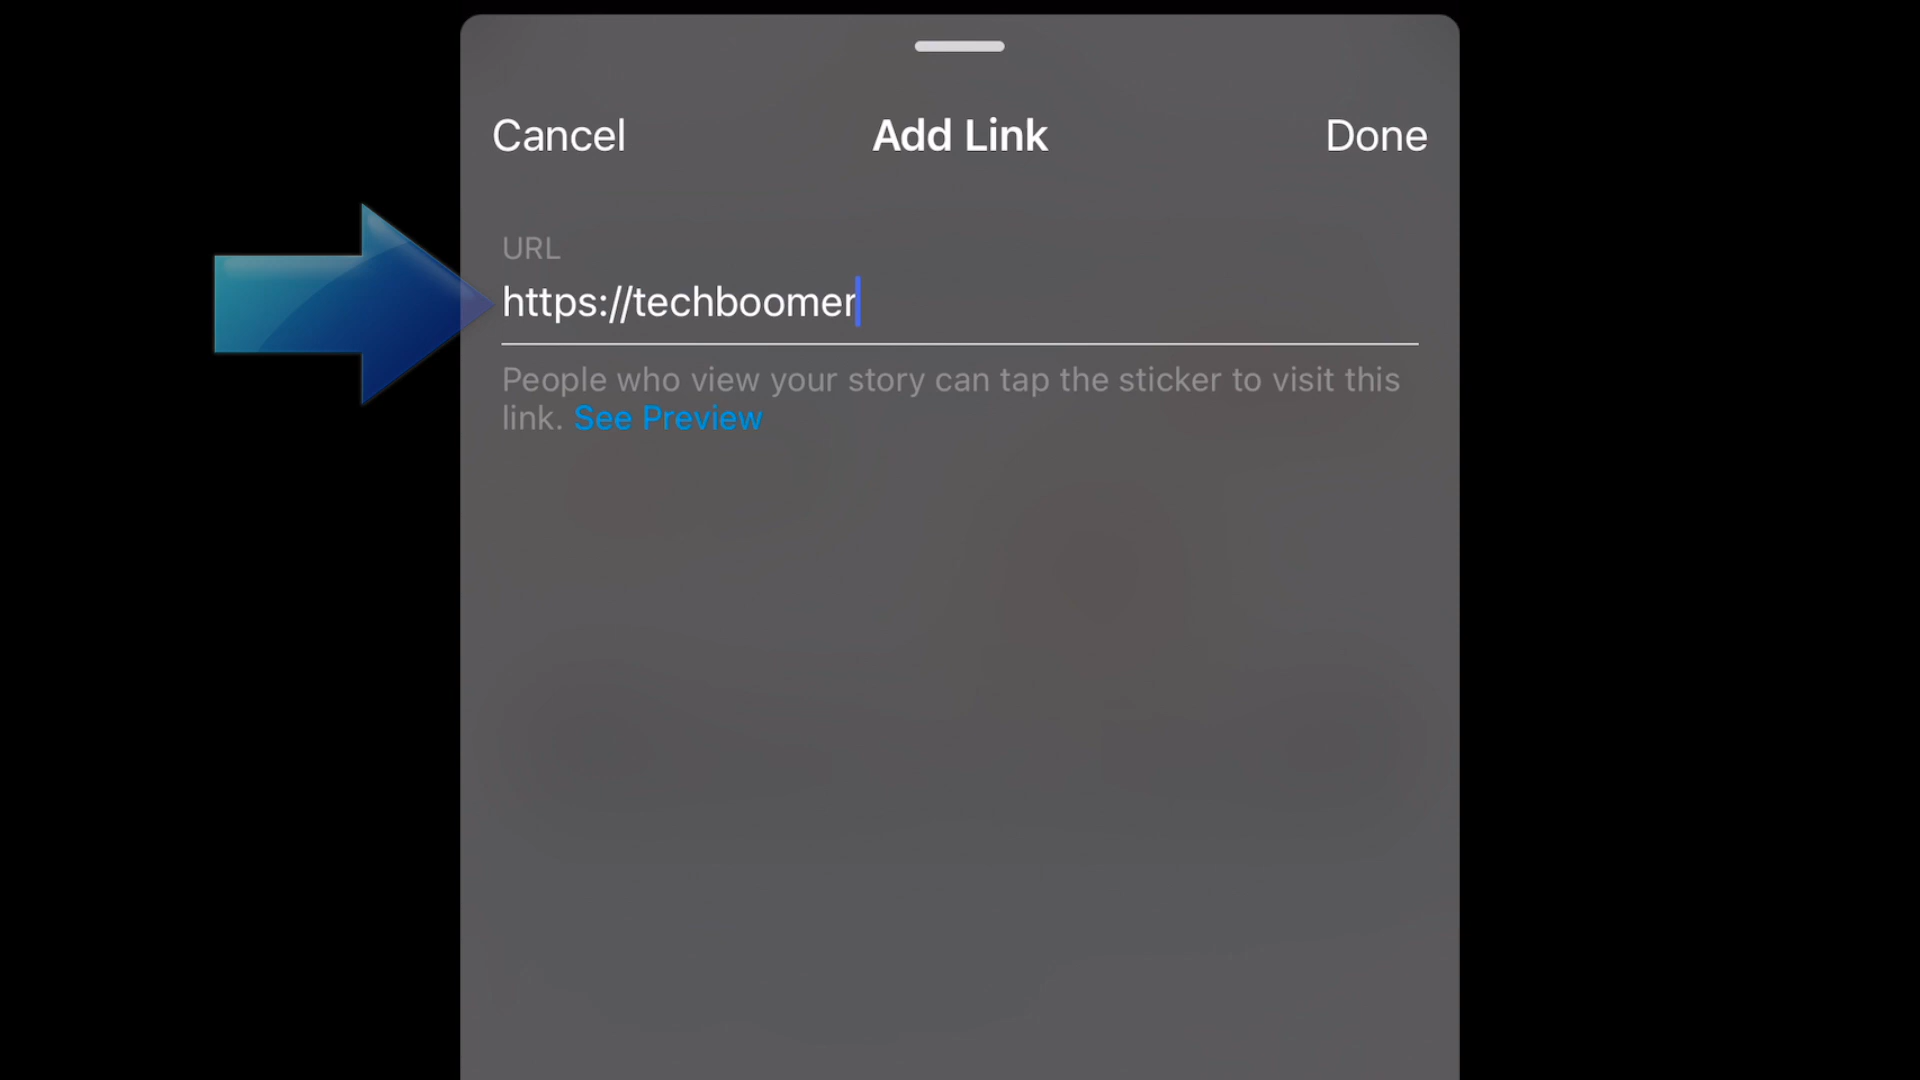 Cancel Add Link Done
URL
https://techboomer
People who view your story can tap the sticker to visit this
link. See Preview